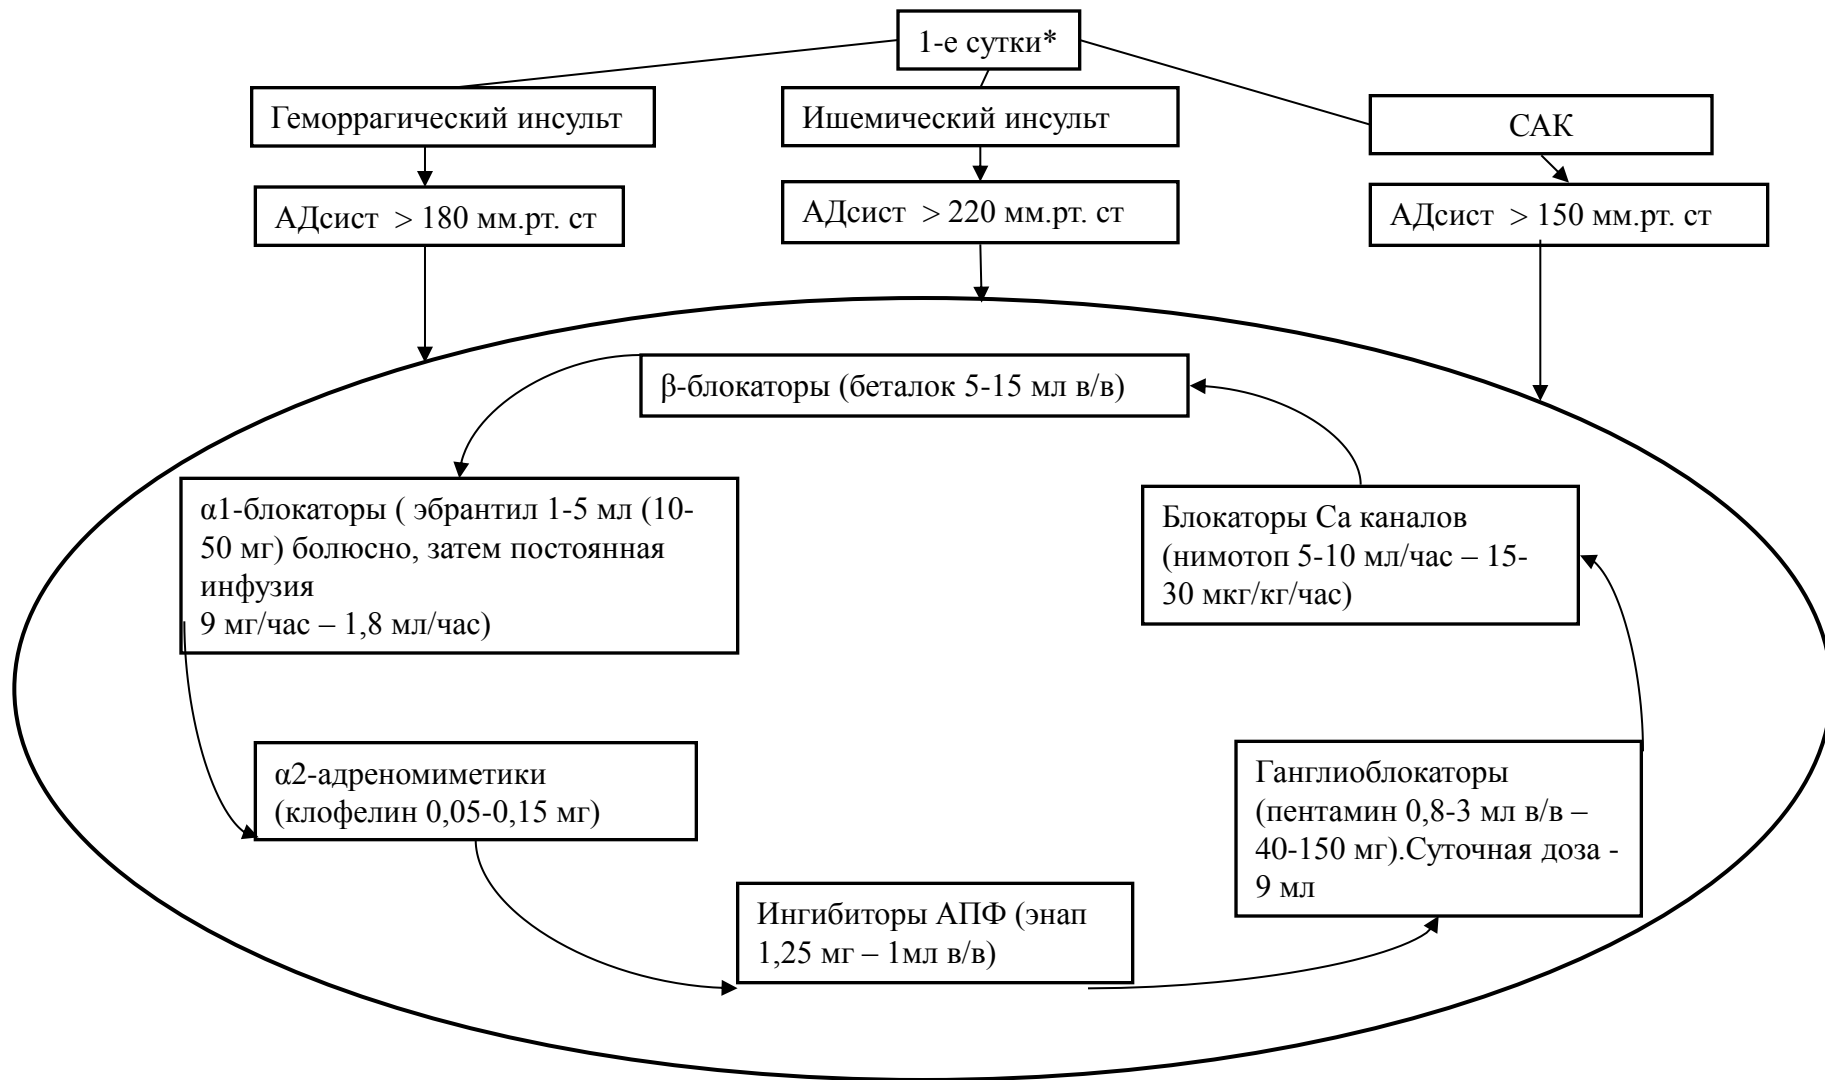 1-е сутки*
Геморрагический инсульт
Ишемический инсульт
САК
АДсист > 180 мм.рт. ст
АДсист > 220 мм.рт. ст
АДсист > 150 мм.рт. ст
β-блокаторы (беталок 5-15 мл в/в)
α1-блокаторы ( эбрантил 1-5 мл (10-
50 мг) болюсно, затем постоянная
инфузия
9 мг/час – 1,8 мл/час)
Блокаторы Са каналов
(нимотоп 5-10 мл/час – 15-
30 мкг/кг/час)
α2-адреномиметики
(клофелин 0,05-0,15 мг)
Ганглиоблокаторы
(пентамин 0,8-3 мл в/в –
40-150 мг).Суточная доза -
9 мл
Ингибиторы АПФ (энап
1,25 мг – 1мл в/в)